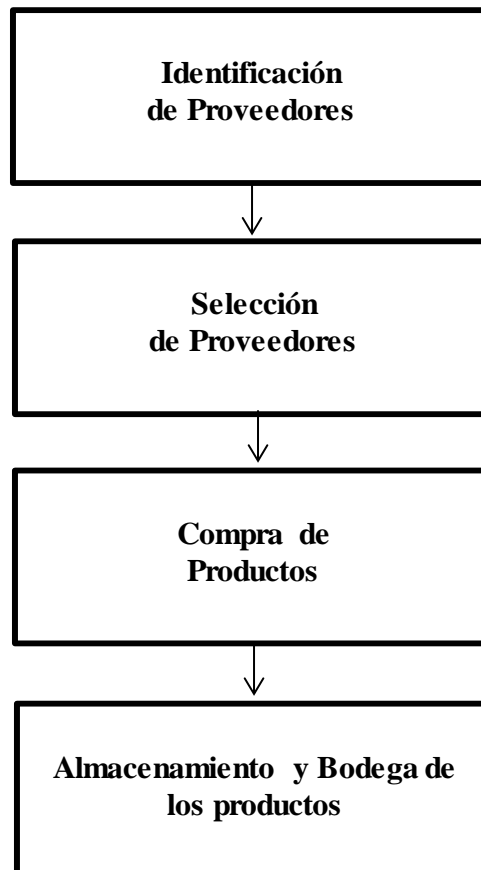 Identificación
de Proveedores
Selección
de Proveedores
Compra de
Productos
Almacenamiento y Bodega de
los productos